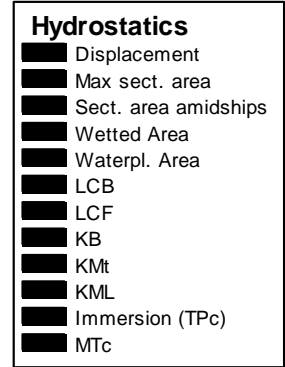 Hydrostatics
Displacement
Max sect. area
Sect. area amidships
Wetted Area
Waterpl. Area
LCB
LCF
KB
KMt
KML
Immersion (TPc)
MTc